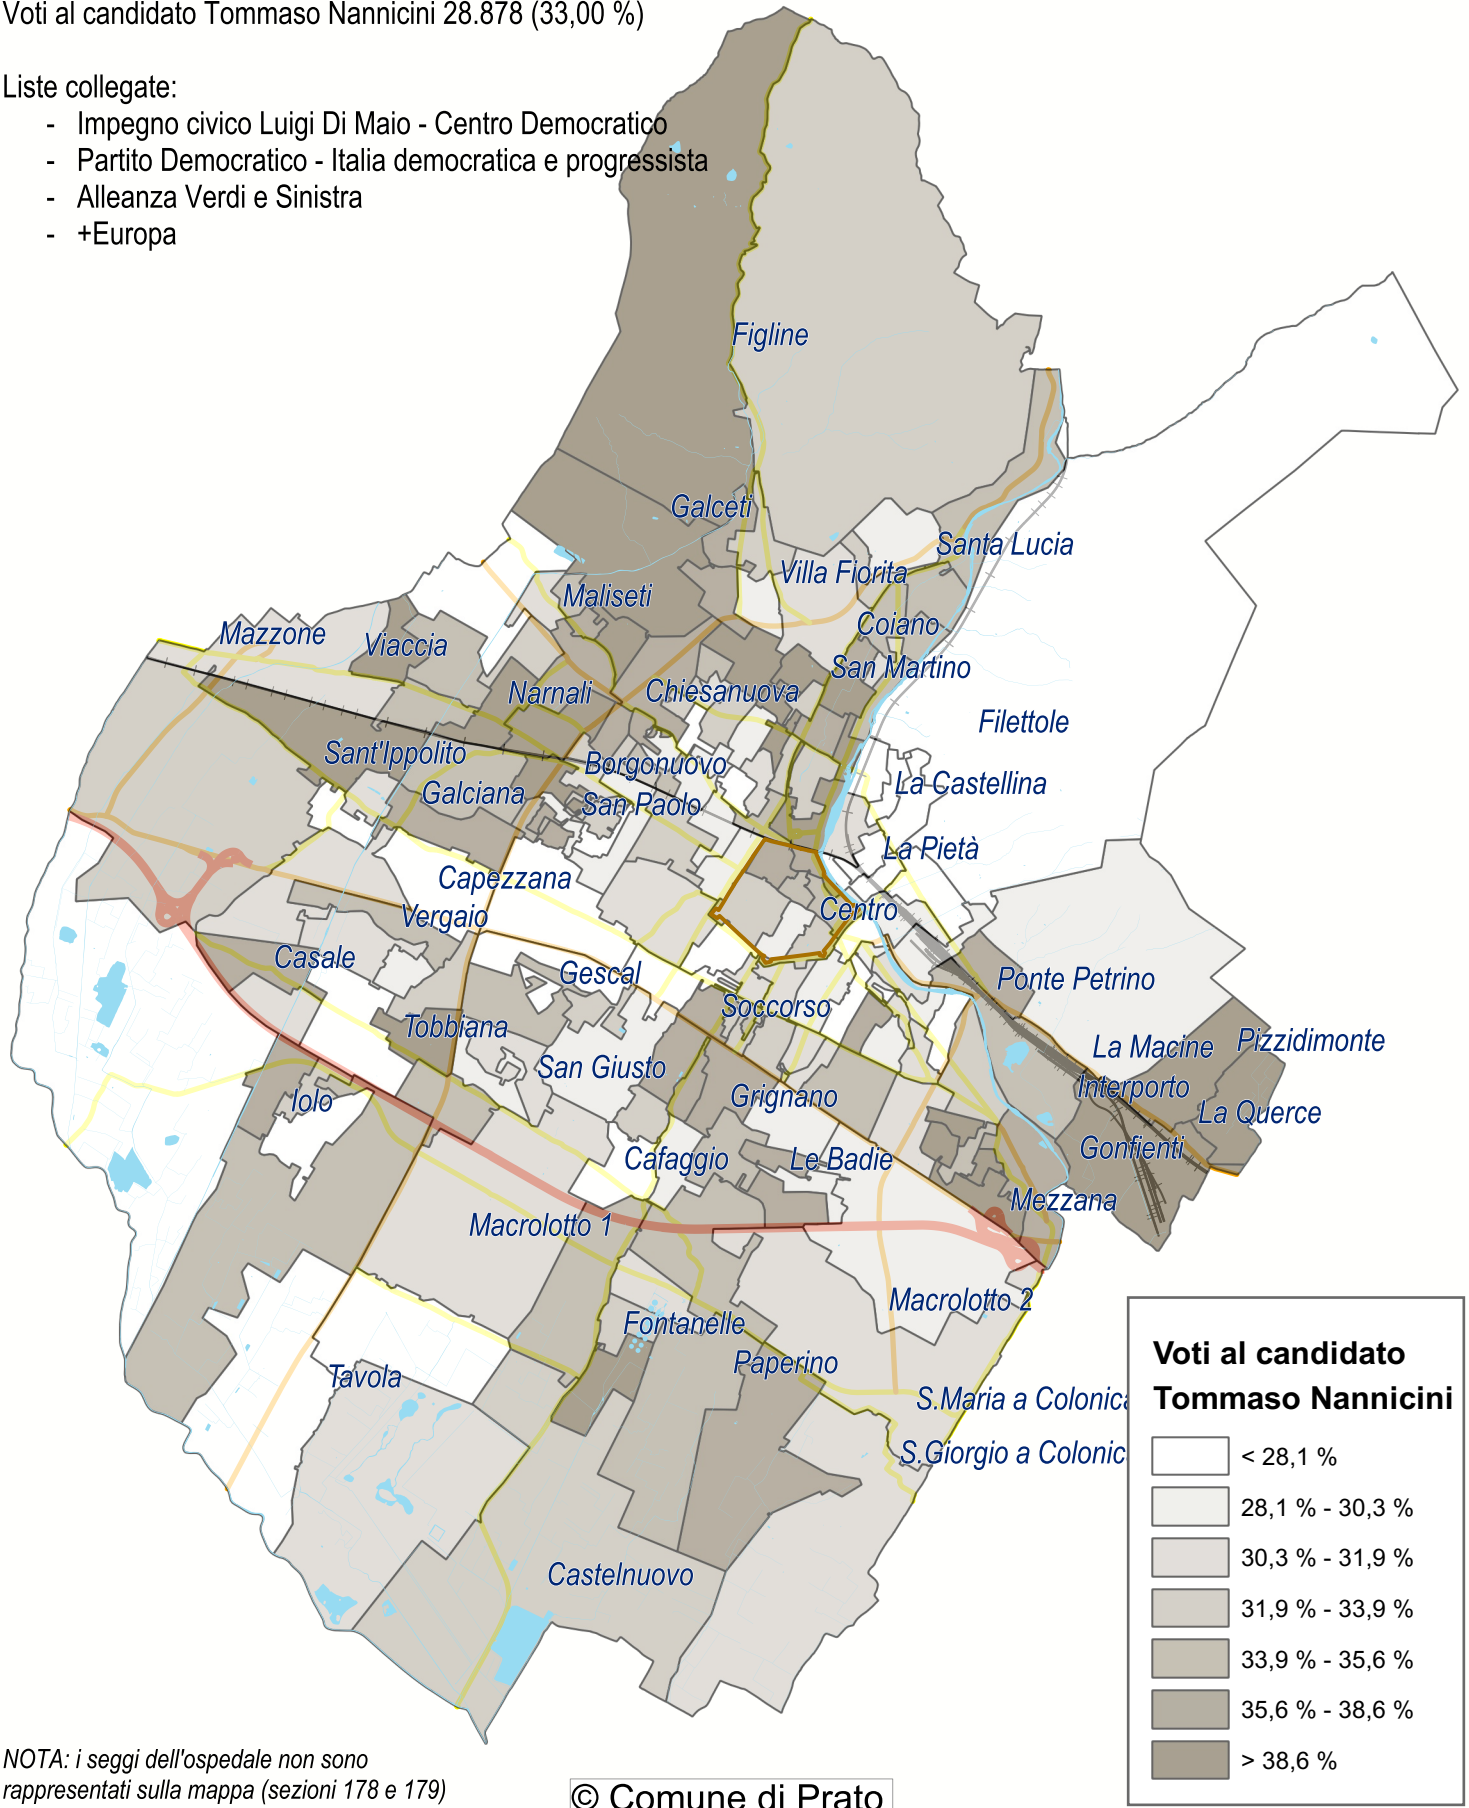 Voti al candidato Tommaso Nannicini 28.878 (33,00 %)
Liste collegate:
- Impegno civico Luigi Di Maio - Centro Democratico
- Partito Democratico - Italia democratica e progressista
- Alleanza Verdi e Sinistra
- +Europa
Figline
Galceti
Santa Lucia
Villa Fiorita
Maliseti
Coiano
Mazzone
Viaccia
San Martino
Narnali
Chiesanuova
Filettole
Sant'Ippolito
Borgonuovo
La Castellina
Galciana
San Paolo
La Pietà
Capezzana
Centro
Vergaio
Casale
Gescal
Ponte Petrino
Soccorso
Tobbiana
La Macine
Pizzidimonte
San Giusto
Interporto
Iolo
Grignano
La Querce
Gonfienti
Cafaggio
Le Badie
Mezzana
Macrolotto 1
Macrolotto 2
Fontanelle
Paperino
Tavola
S.Maria a Colonica
S.Giorgio a Colonic
Castelnuovo
Voti al candidato
Tommaso Nannicini
< 28,1 %
28,1 % - 30,3 %
30,3 % - 31,9 %
31,9 % - 33,9 %
33,9 % - 35,6 %
35,6 % - 38,6 %
> 38,6 %
NOTA: i seggi dell'ospedale non sono
rappresentati sulla mappa (sezioni 178 e 179)
© Comune di Prato